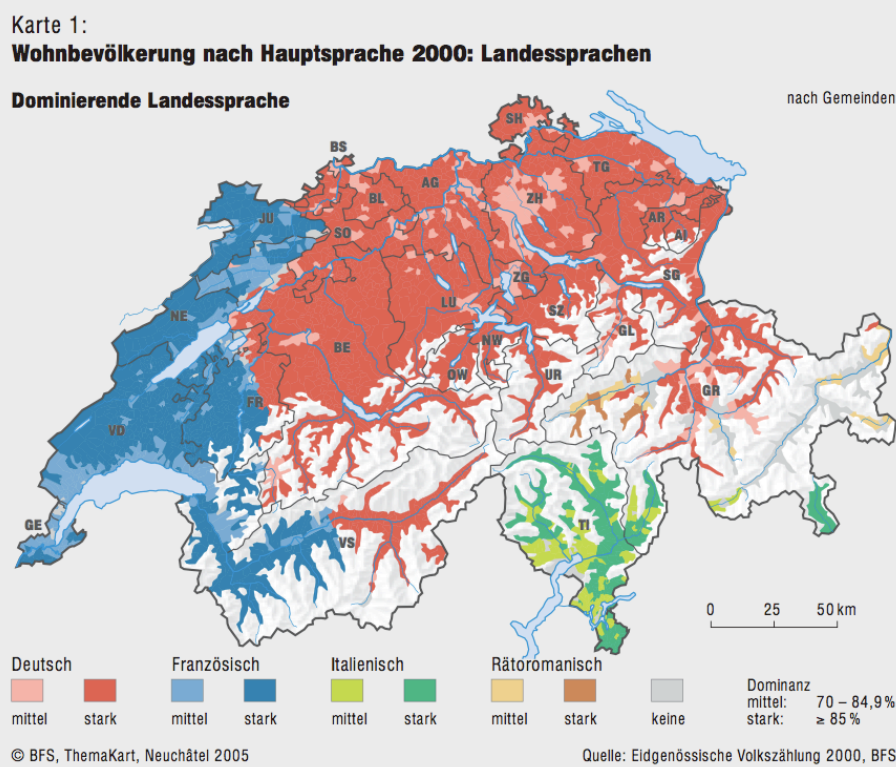 Karte 1:
Wohnbevölkerung nach Hauptsprache 2000: Landessprachen
Dominierende Landessprache
nach Gemeinden
SH
BS
TG
BL
AG
ZH
JU
SO
AR
AI
ZG
SG
NE
LU
SZ
GL
BE
NW
OW
UR
GR
FR
VD
GE
VS
TI
0 25 50 km
Deutsch Französisch Italienisch Rätoromanisch
mittel stark mittel stark mittel stark mittel stark keine
Dominanz
mittel: 70 – 84,9%
stark: ≥ 85%
© BFS, ThemaKart, Neuchâtel 2005
Quelle: Eidgenössische Volkszählung 2000, BFS